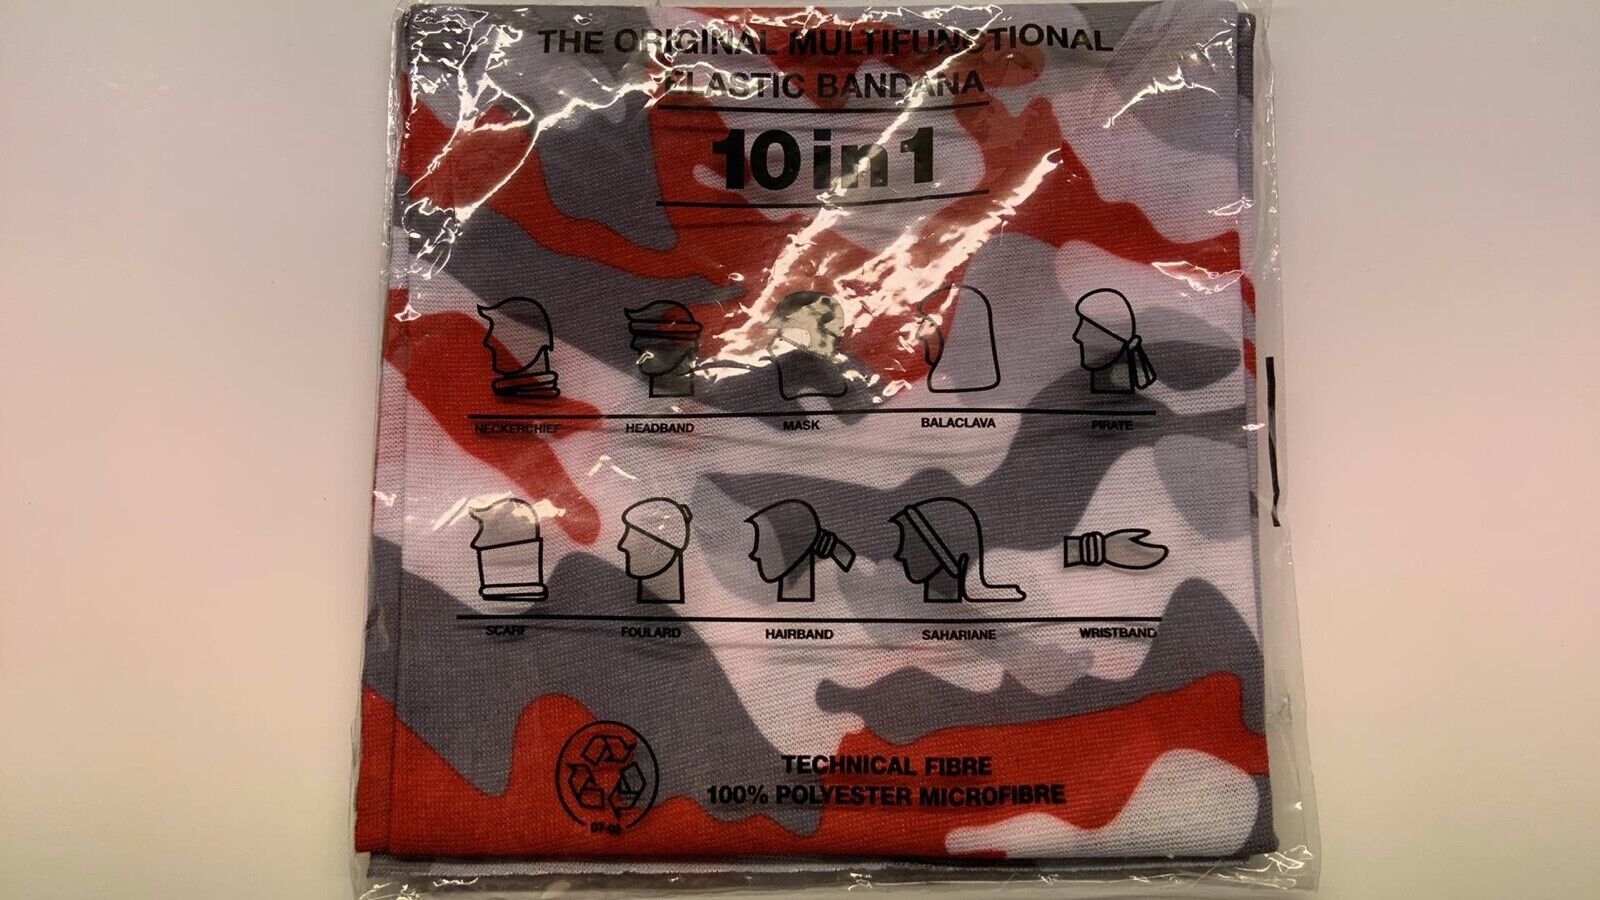 THE ORIGINAL MULTIFUNCTIONAL
ELASTIC BANDANA
10 in 1
NECKERCHIEF HEADBAND MASK BALACLAVA PIRATE
SCARF FOULARD HAIRBAND SAHARIANE WRISTBAND
TECHNICAL FIBRE
100% POLYESTER MICROFIBRE